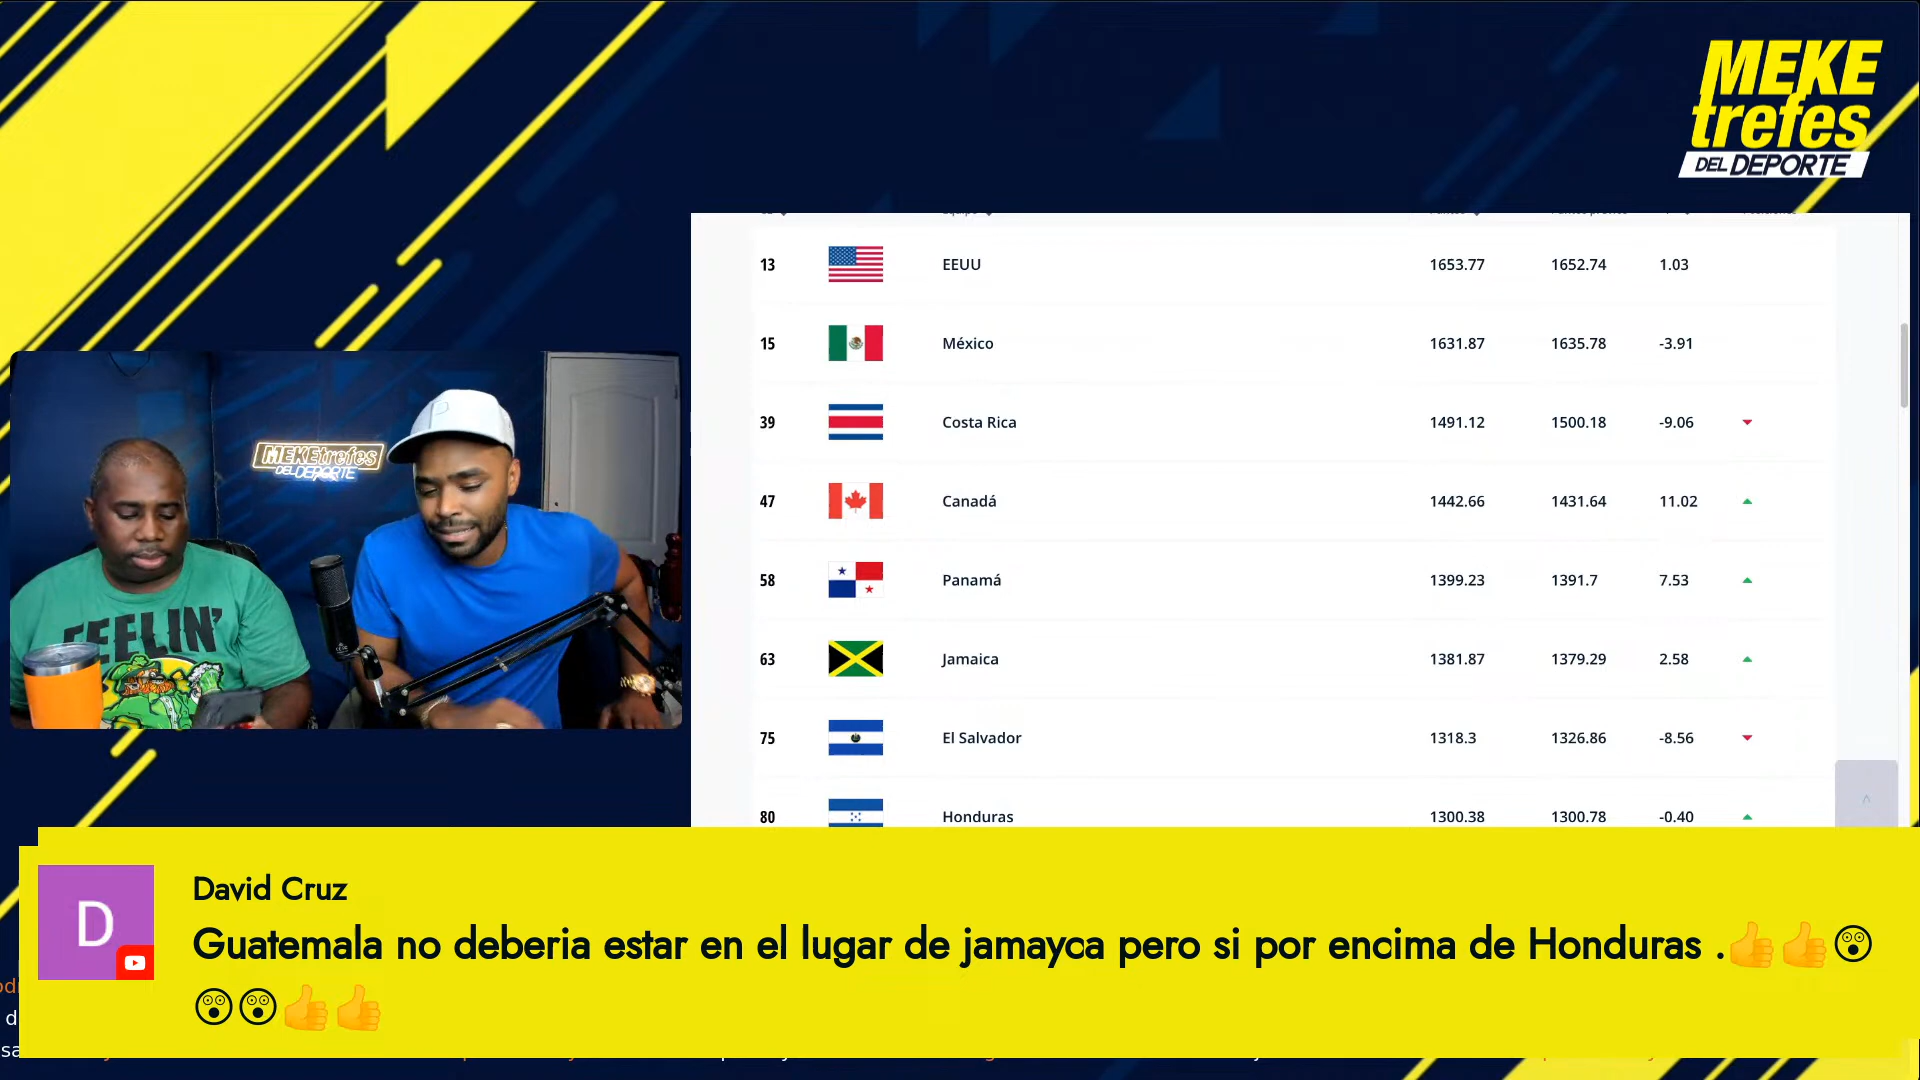 MEKE
trefes
DEL DEPORTE
13 EEUU 1653.77 1652.74 1.03
15 México 1631.87 1635.78 -3.91
39 Costa Rica 1491.12 1500.18 -9.06
47 Canadá 1442.66 1431.64 11.02
58 Panamá 1399.23 1391.7 7.53
63 Jamaica 1381.87 1379.29 2.58
75 El Salvador 1318.3 1326.86 -8.56
80 Honduras 1300.38 1300.78 -0.40
MEKEtrefes
DEL DEPORTE
FEELIN'
D
David Cruz
Guatemala no deberia estar en el lugar de jamayca pero si por encima de Honduras .👍👍😲
😲😲👍👍